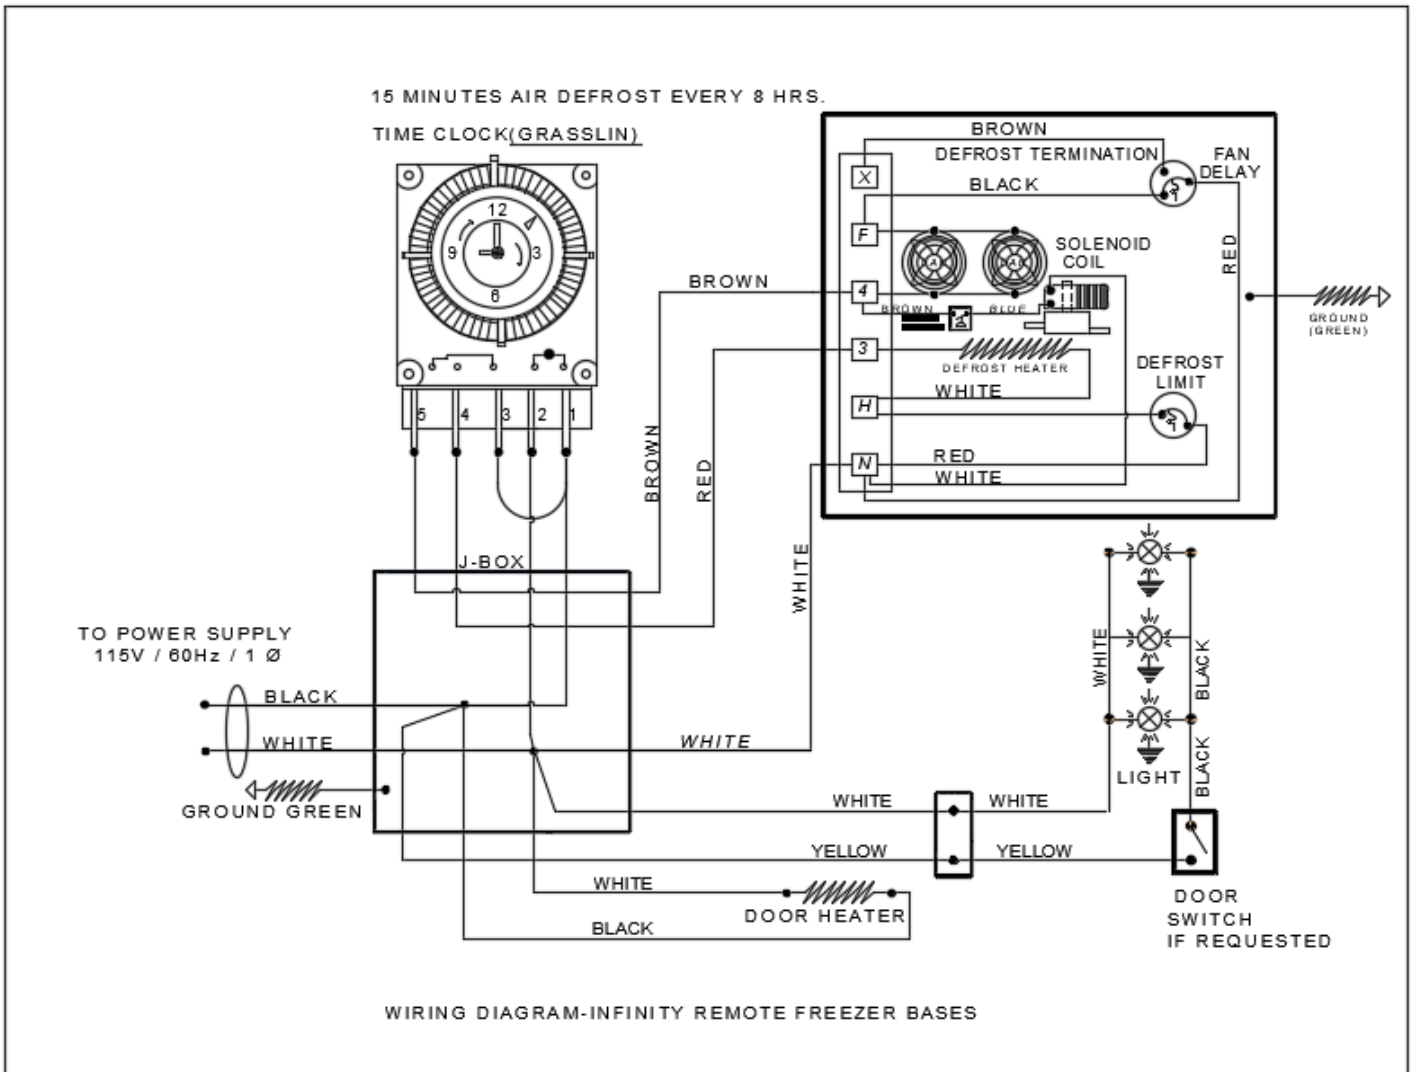 15 MINUTES AIR DEFROST EVERY 8 HRS.
TIME CLOCK(GRASSLIN)
12
9
3
6
5
4
3
2
1
BROWN
DEFROST TERMINATION
FAN
DELAY
X
BLACK
F
A
A
SOLENOID
COIL
RED
BROWN
4
BROWN
BLUE
GROUND
(GREEN)
3
DEFROST HEATER
DEFROST
LIMIT
WHITE
H
BROWN
RED
N
RED
WHITE
J-BOX
WHITE
TO POWER SUPPLY
115V / 60Hz / 1 Ø
BLACK
WHITE
WHITE
GROUND GREEN
WHITE
BLACK
BLACK
LIGHT
WHITE
WHITE
YELLOW
YELLOW
WHITE
DOOR HEATER
BLACK
DOOR
SWITCH
IF REQUESTED
WIRING DIAGRAM-INFINITY REMOTE FREEZER BASES